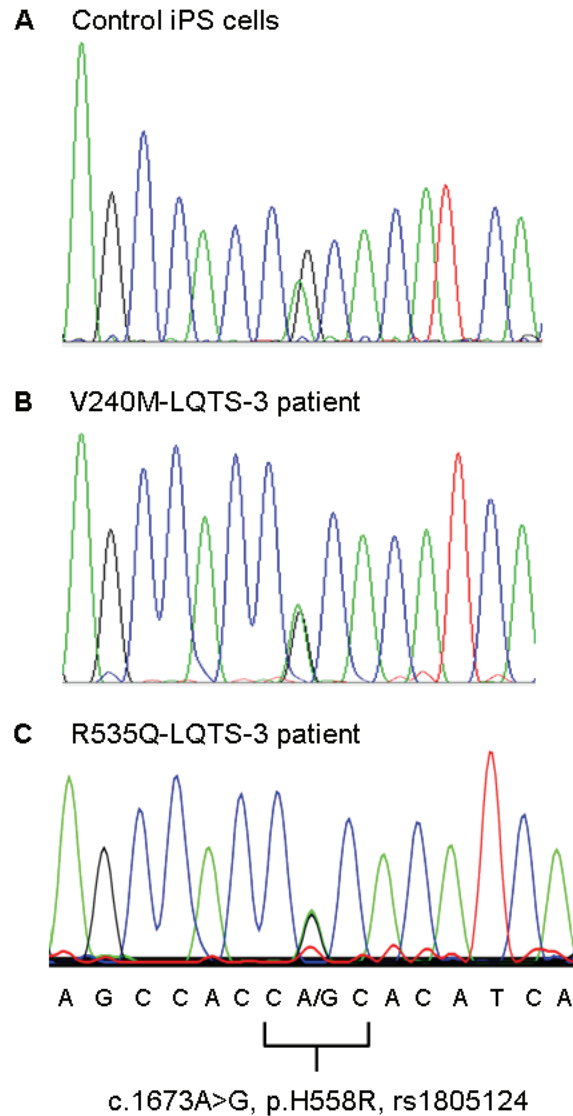 A Control iPS cells
B V240M-LQTS-3 patient
C R535Q-LQTS-3 patient
A G C C A C C A/G C A C A T C A
c.1673A>G, p.H558R, rs1805124